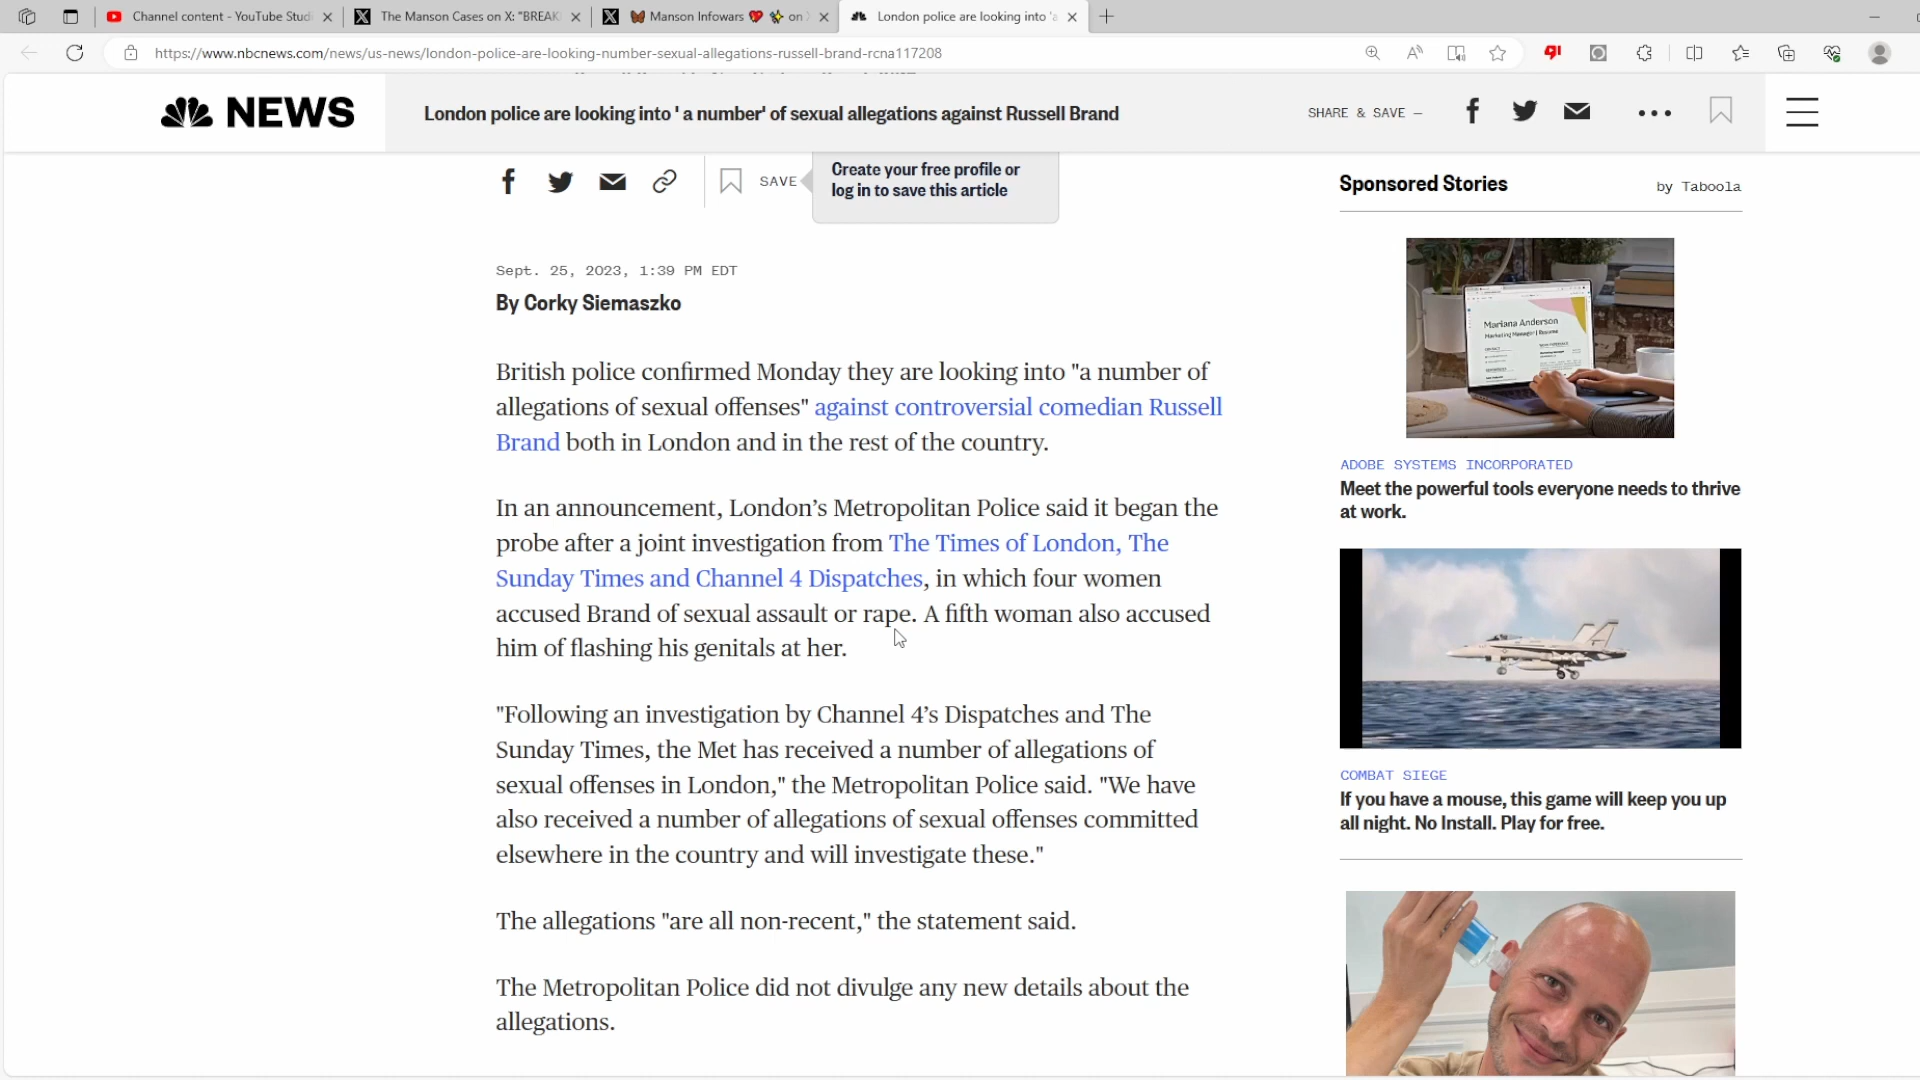 Channel content - YouTube Studi
The Manson Cases on X: "BREAK
Manson Infowars
on X
London police are looking into 'a
https://www.nbcnews.com/news/us-news/london-police-are-looking-number-sexual-allegations-russell-brand-rcna117208
NEWS
London police are looking into ' a number' of sexual allegations against Russell Brand
SHARE & SAVE —
SAVE
Create your free profile or
log in to save this article
Sept. 25, 2023, 1:39 PM EDT
By Corky Siemaszko
British police confirmed Monday they are looking into "a number of
allegations of sexual offenses" against controversial comedian Russell
Brand both in London and in the rest of the country.
In an announcement, London’s Metropolitan Police said it began the
probe after a joint investigation from The Times of London, The
Sunday Times and Channel 4 Dispatches, in which four women
accused Brand of sexual assault or rape. A fifth woman also accused
him of flashing his genitals at her.
"Following an investigation by Channel 4’s Dispatches and The
Sunday Times, the Met has received a number of allegations of
sexual offenses in London," the Metropolitan Police said. "We have
also received a number of allegations of sexual offenses committed
elsewhere in the country and will investigate these."
The allegations "are all non-recent," the statement said.
The Metropolitan Police did not divulge any new details about the
allegations.
Sponsored Stories
by Taboola
Mariana Anderson
Marketing Manager | Resume
ADOBE SYSTEMS INCORPORATED
Meet the powerful tools everyone needs to thrive
at work.
COMBAT SIEGE
If you have a mouse, this game will keep you up
all night. No Install. Play for free.